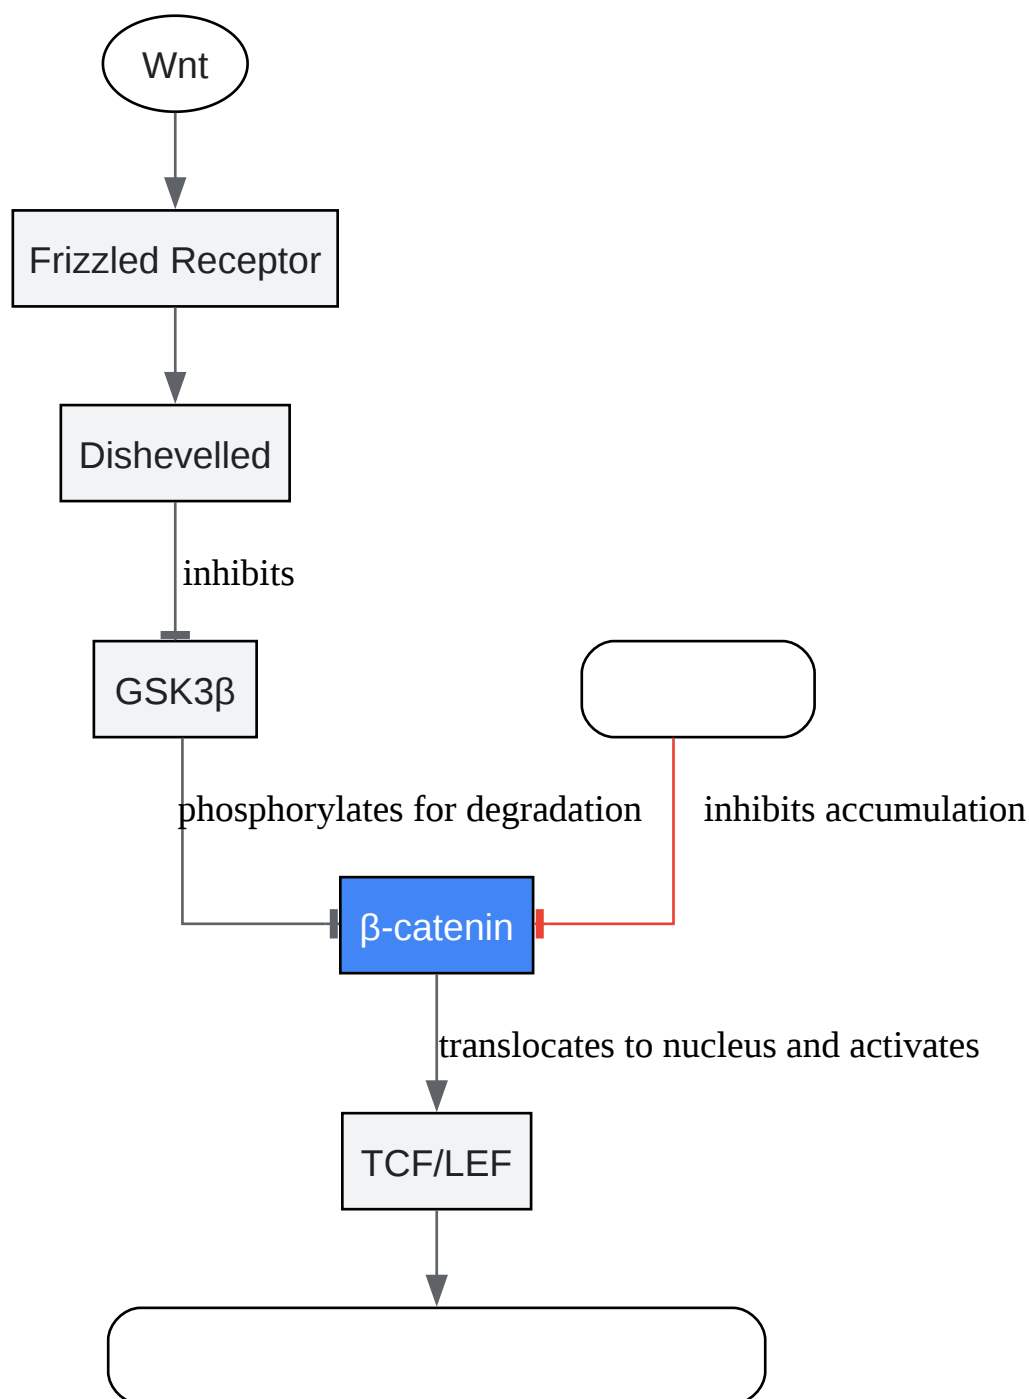 Wnt
Frizzled Receptor
Dishevelled
inhibits
GSK3β
phosphorylates for degradation
inhibits accumulation
β-catenin
translocates to nucleus and activates
TCF/LEF